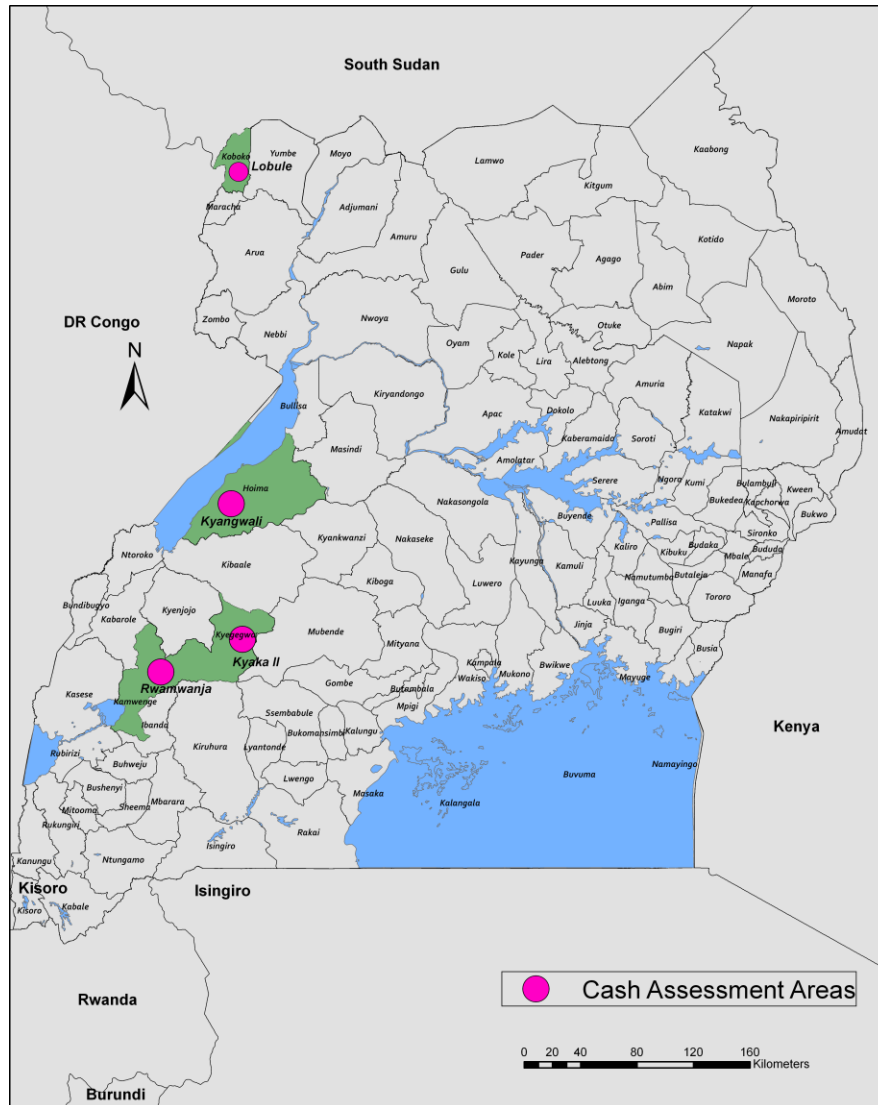 South Sudan
Kaabong
Koboko
Yumbe
Moyo
Lamwo
Lobule
Kitgum
Maracha
Adjumani
Amuru
Kotido
Arua
Gulu
Pader
Agago
Abim
Moroto
DR Congo
Zombo
Nebbi
Nwoya
Otuke
Oyam
Kole
Lira
Alebtong
Napak
N
Bullisa
Kiryandongo
Amuria
Apac
Dokolo
Kaberamaida
Soroti
Katakwi
Nakapiripirit
Amudat
Masindi
Amolatar
Hoima
Kyangwali
Nakasongola
Serere
Ngoro
Kumi
Bukedea
Bulambuli
Kapchorwa
Kween
Bukwo
Buyende
Pallisa
Sironko
Ntoroko
Kyankwanzi
Nakaseke
Kayunga
Kaliro
Kibuku
Budaka
Mbale
Bududa
Kibaale
Kiboga
Luwero
Kamuli
Namutumba
Butaleja
Manafa
Bundibugyo
Kabarole
Kyenjojo
Luuka
Iganga
Tororo
Kyegegwa
Mubende
Mityana
Jinja
Bugiri
Busia
Kyaka II
Kampala
Wakiso
Mukono
Bwikwe
Mayuge
Rwamwanja
Gombe
Butambala
Mpigi
Kasese
Kamwenge
Ibanda
Ssembabule
Bukomansimbi
Kalungu
Kenya
Rubirizi
Buhweju
Kiruhura
Lyantonde
Lwengo
Masaka
Kalangala
Buvuma
Namayingo
Bushenyi
Mitooma
Sheema
Mbarara
Rukungiri
Isingiro
Rakai
Kanungu
Ntungamo
Kisoro
Isingiro
Kisoro
Kabale
Cash Assessment Areas
Rwanda
0 20 40 80 120 160
Kilometers
Burundi